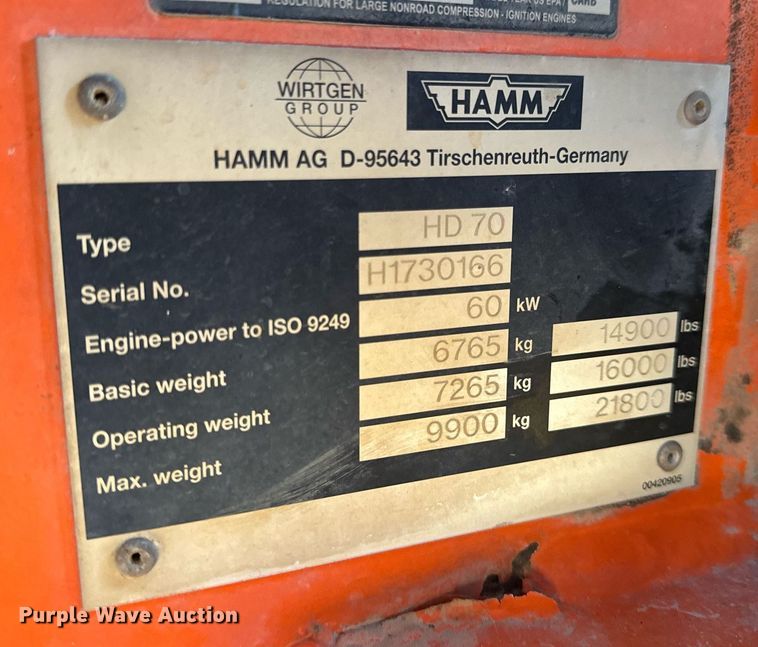 REGULATION FOR LARGE NONROAD COMPRESSION - IGNITION ENGINES
WIRTGEN GROUP
HAMM
HAMM AG D-95643 Tirschenreuth-Germany
Type HD 70
Serial No. H1730166
Engine-power to ISO 9249 60 kW
Basic weight 6765 kg 14900 lbs
Operating weight 7265 kg 16000 lbs
Max. weight 9900 kg 21800 lbs
00420905
Purple Wave Auction